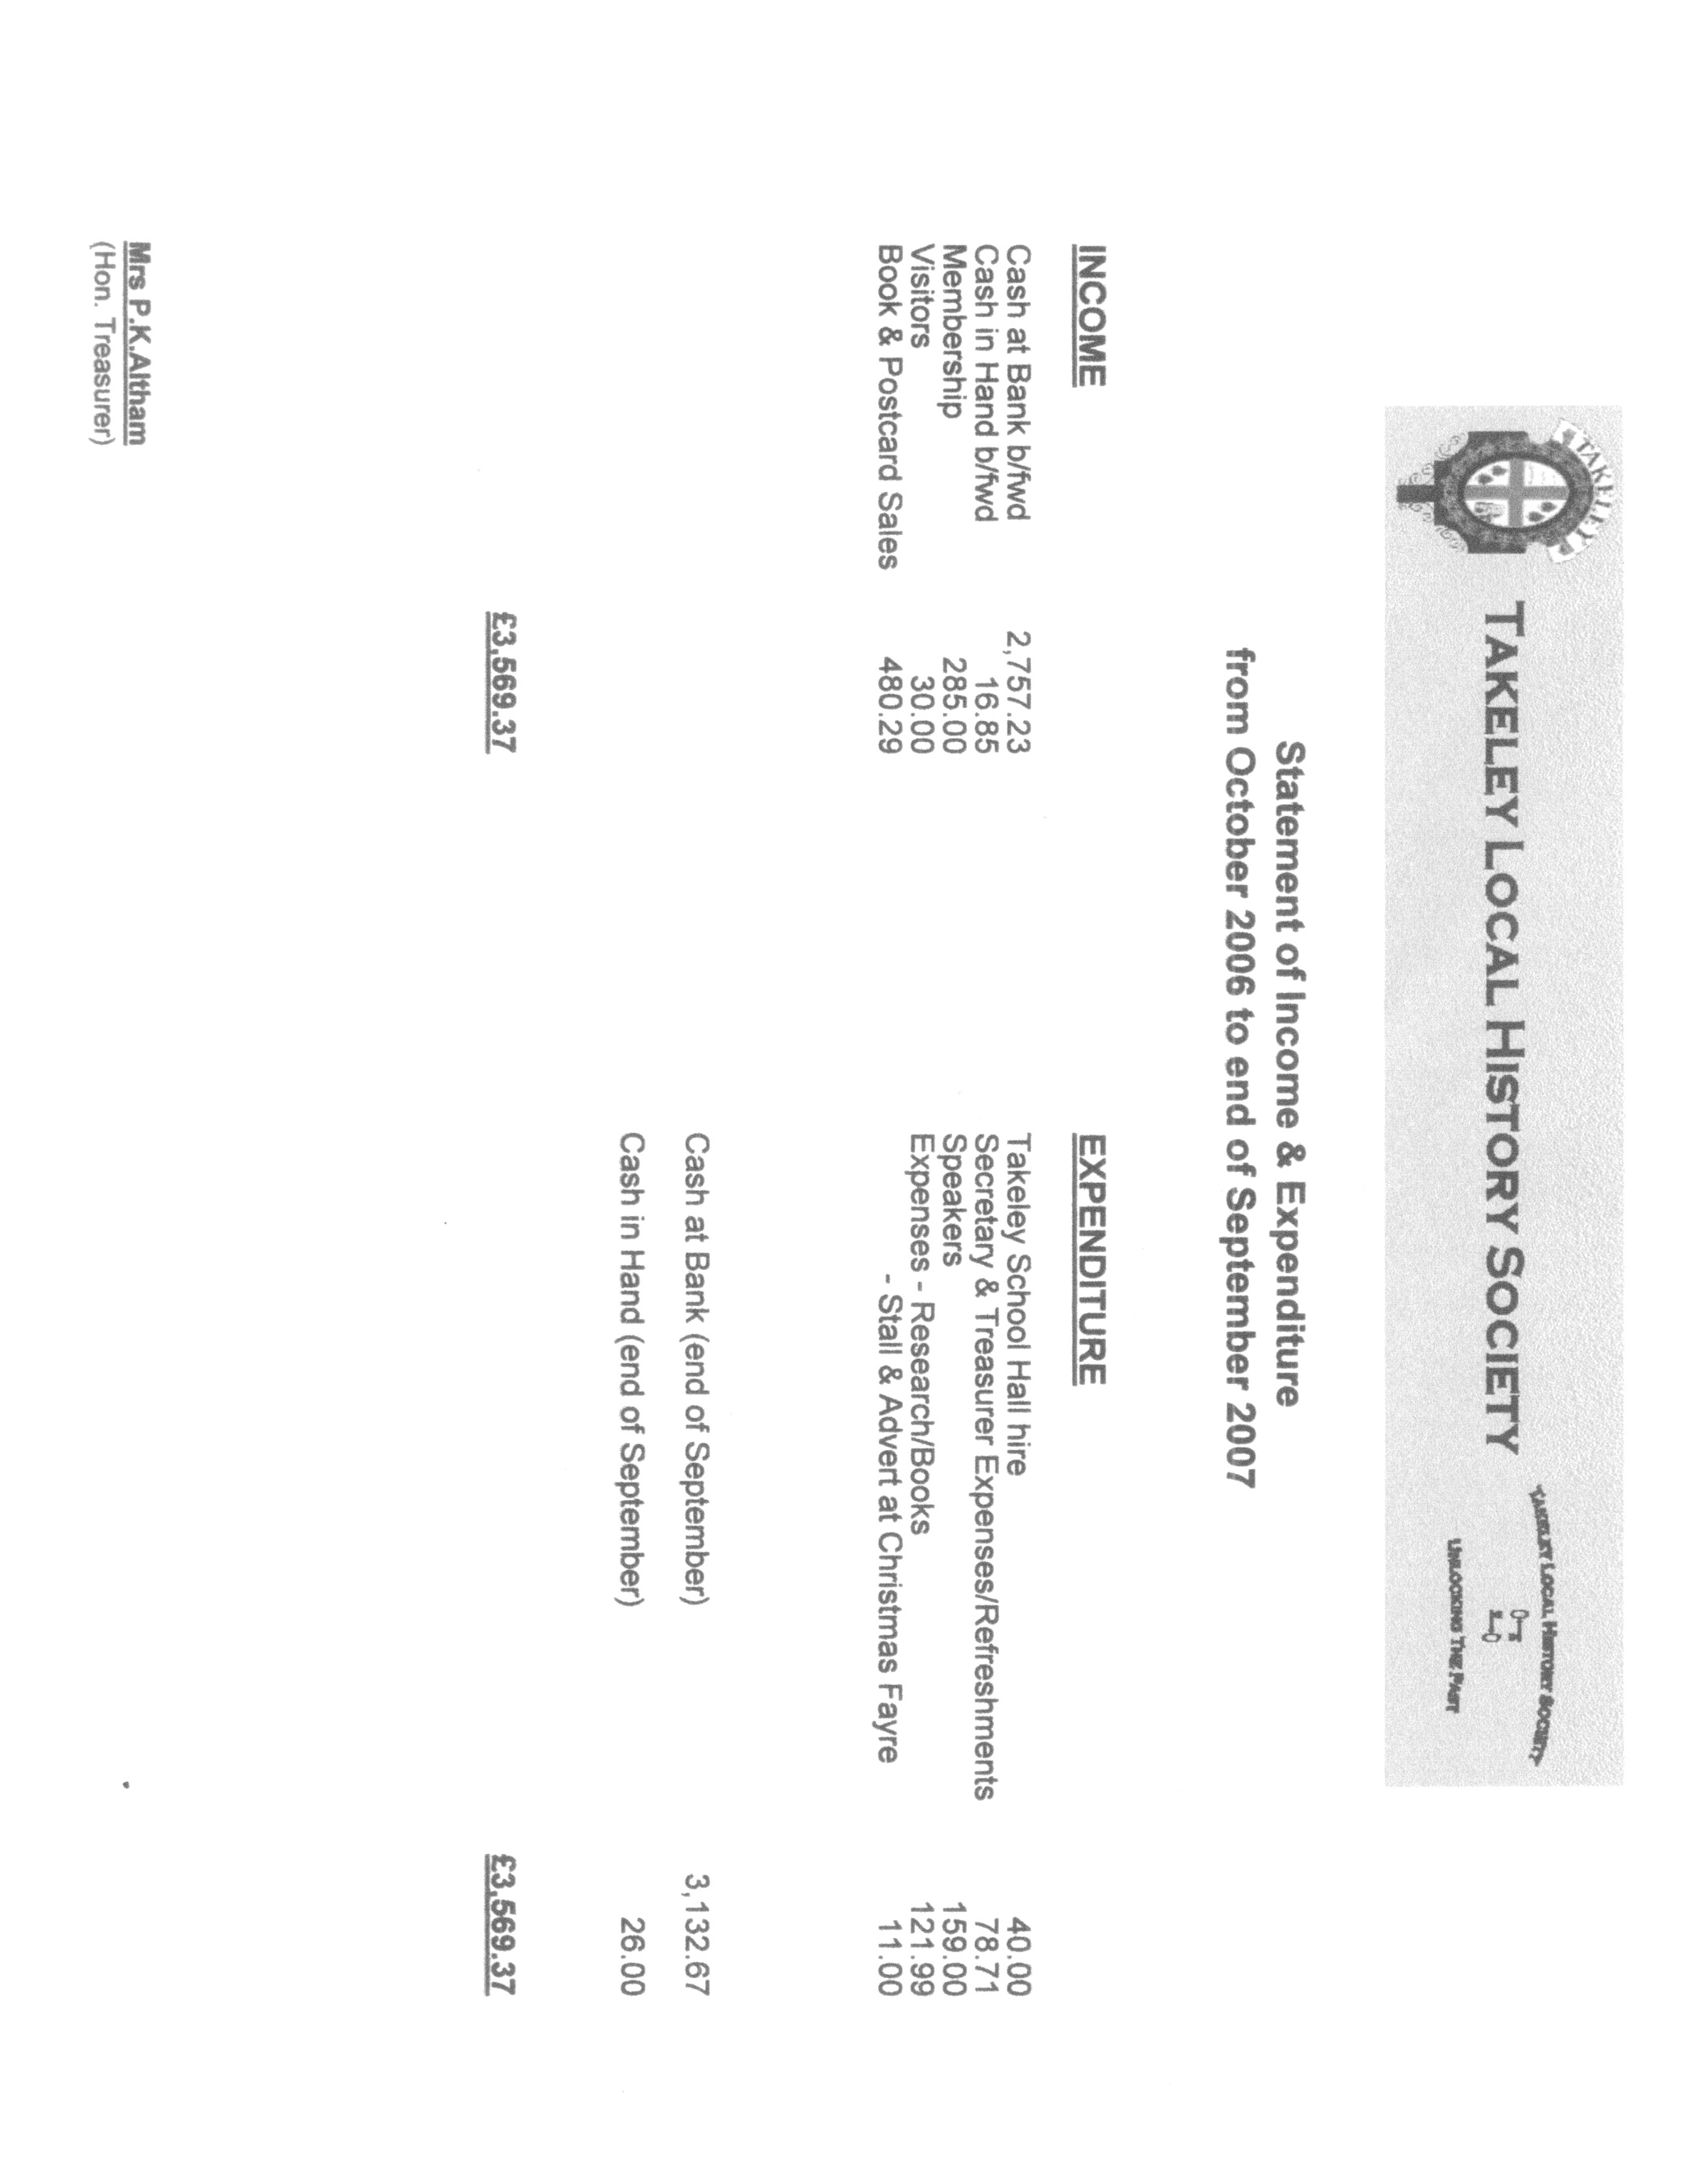 TAKELEY
TAKELEY LOCAL HISTORY SOCIETY
TAKELEY LOCAL HISTORY SOCIETY
UNLOCKING THE PAST
Statement of Income & Expenditure
from October 2006 to end of September 2007
INCOME
Cash at Bank b/fwd 2,757.23
Cash in Hand b/fwd 16.85
Membership 285.00
Visitors 30.00
Book & Postcard Sales 480.29
£3,569.37
EXPENDITURE
Takeley School Hall hire 40.00
Secretary & Treasurer Expenses/Refreshments 78.71
Speakers 159.00
Expenses - Research/Books 121.99
- Stall & Advert at Christmas Fayre 11.00
Cash at Bank (end of September) 3,132.67
Cash in Hand (end of September) 26.00
£3,569.37
Mrs P.K.Altham
(Hon. Treasurer)